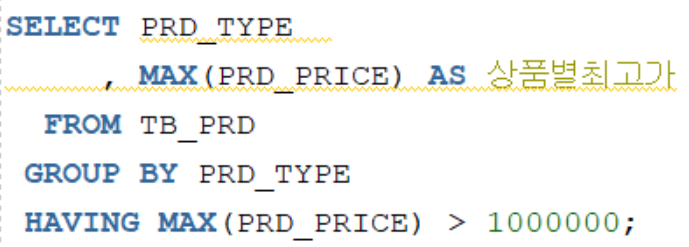 SELECT PRD_TYPE
, MAX(PRD_PRICE) AS 상품별최고가
FROM TB_PRD
GROUP BY PRD_TYPE
HAVING MAX(PRD_PRICE) > 1000000;